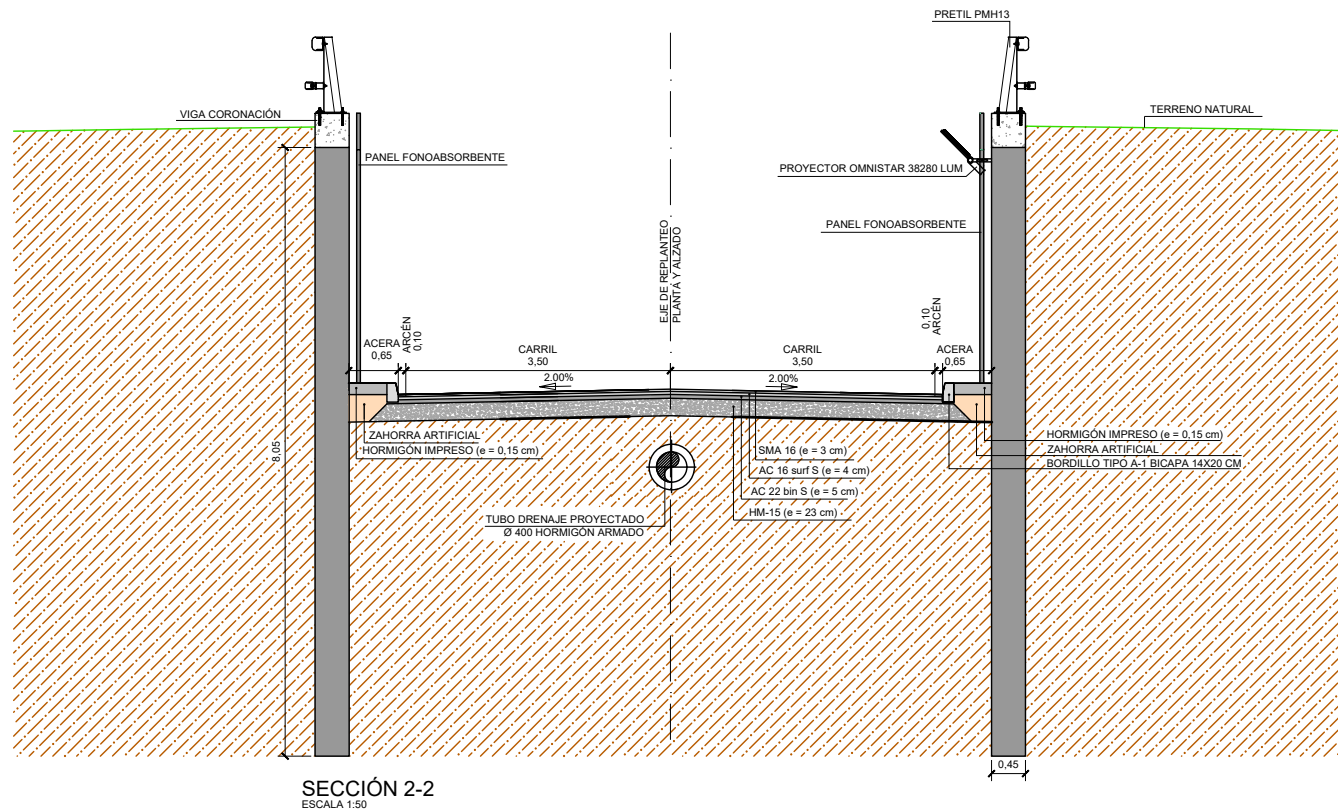 PRETIL PMH13
VIGA CORONACIÓN
TERRENO NATURAL
PANEL FONOABSORBENTE
PROYECTOR OMNISTAR 38280 LUM
PANEL FONOABSORBENTE
EJE DE REPLANTEO
PLANTA Y ALZADO
ACERA
0,65
ARCÉN
0,10
CARRIL
3,50
CARRIL
3,50
0,10
ARCÉN
ACERA
0,65
2.00%
2.00%
ZAHORRA ARTIFICIAL
HORMIGÓN IMPRESO (e = 0,15 cm)
HORMIGÓN IMPRESO (e = 0,15 cm)
ZAHORRA ARTIFICIAL
BORDILLO TIPO A-1 BICAPA 14X20 CM
SMA 16 (e = 3 cm)
AC 16 surf S (e = 4 cm)
AC 22 bin S (e = 5 cm)
HM-15 (e = 23 cm)
TUBO DRENAJE PROYECTADO
Ø 400 HORMIGÓN ARMADO
8,05
0,45
SECCIÓN 2-2
ESCALA 1:50